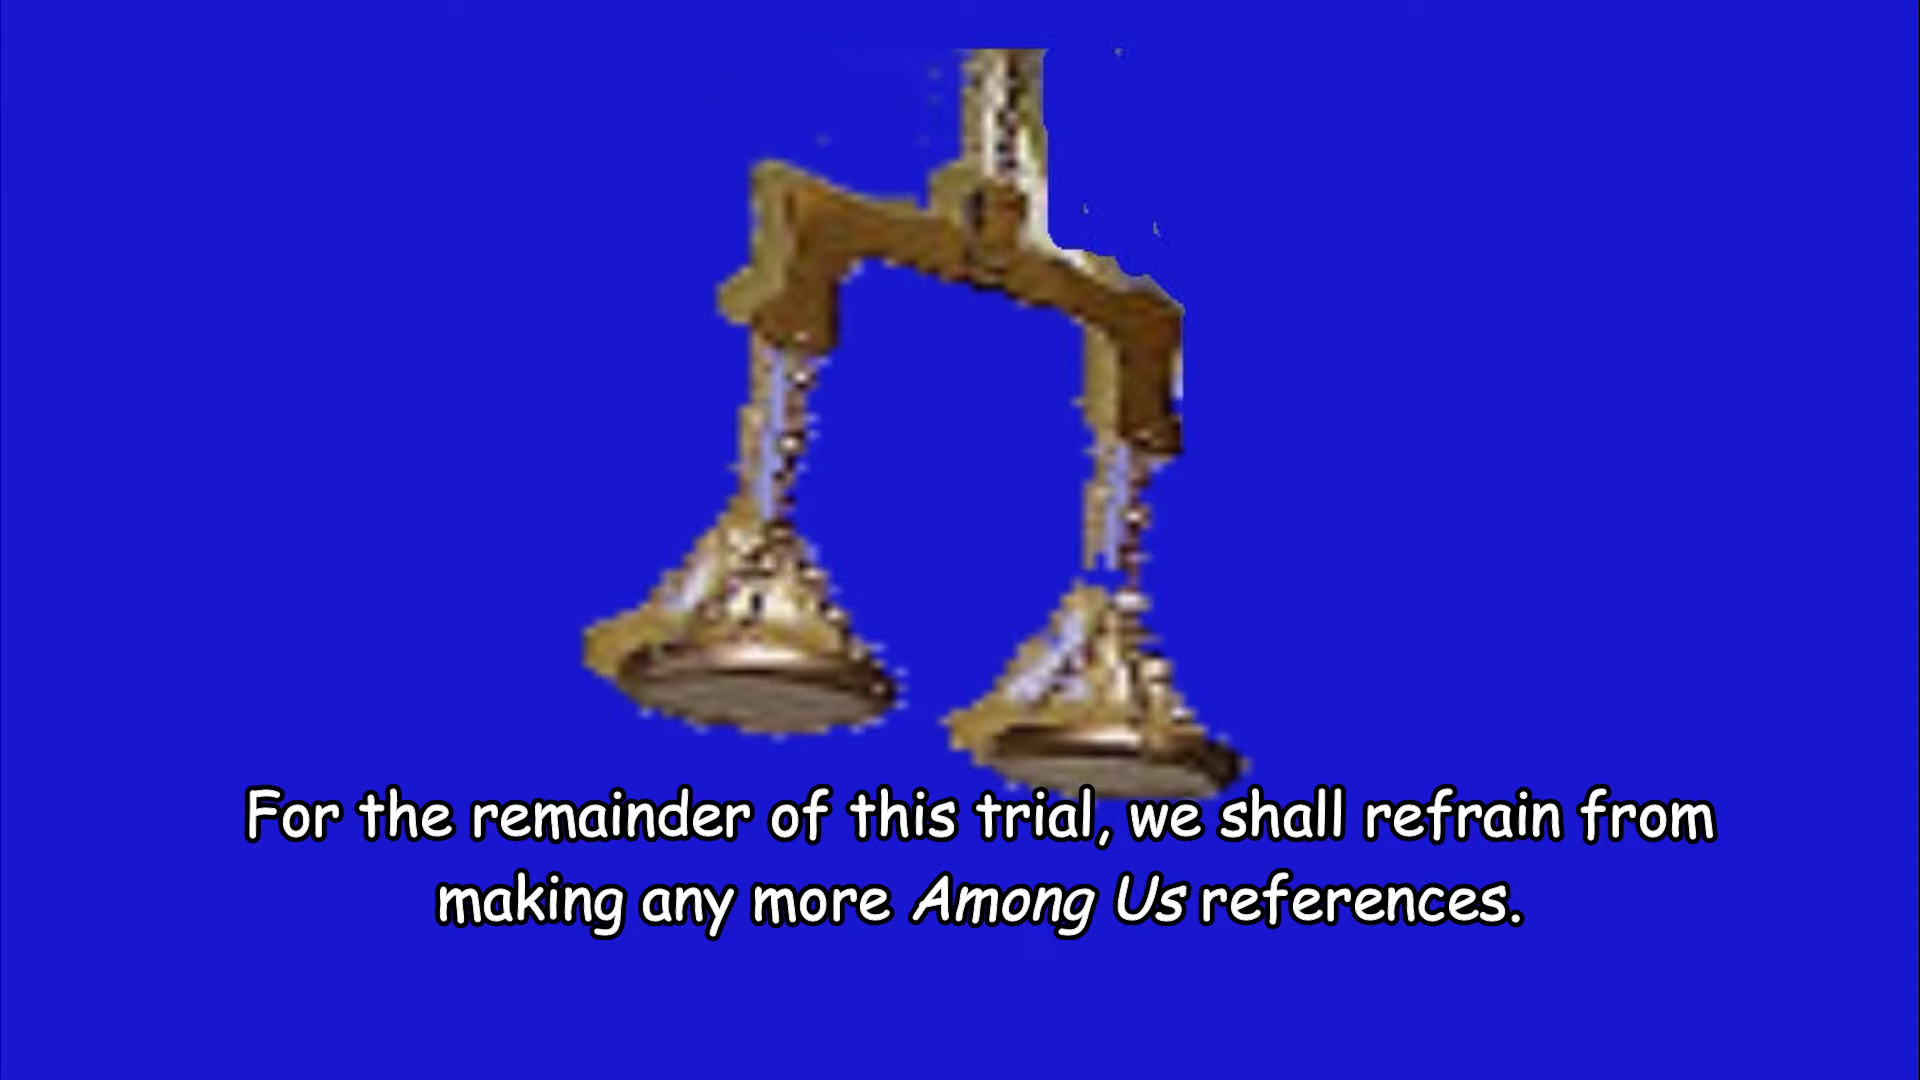 For the remainder of this trial, we shall refrain from
making any more Among Us references.